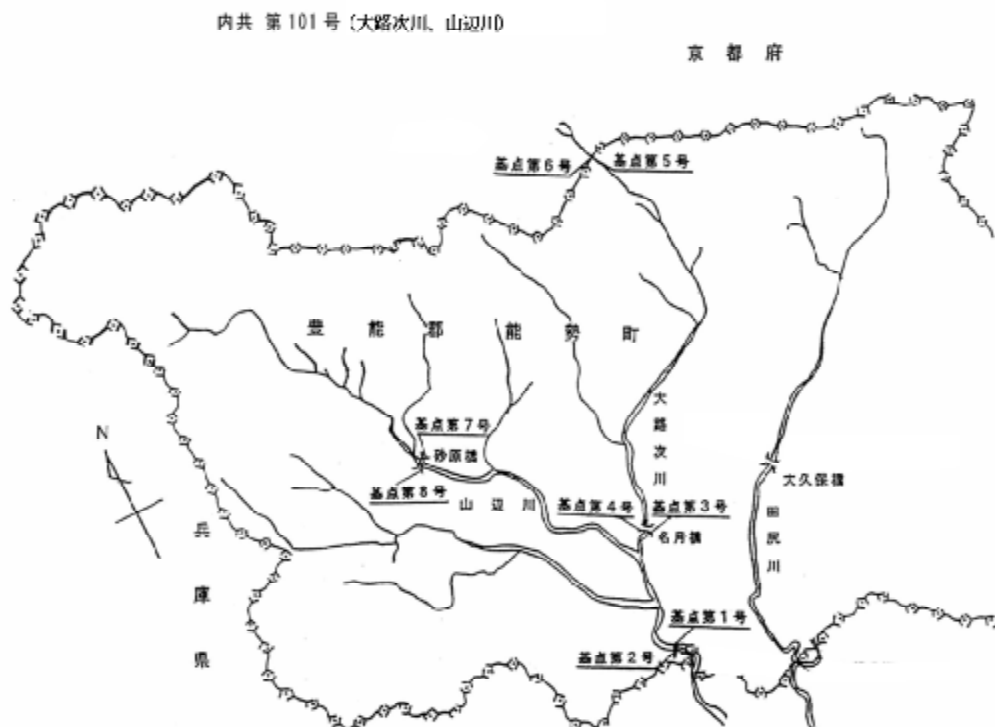 内共 第101号 (大路次川、山辺川)
京都府
基点第6号
基点第5号
豊能郡能勢町
大路次川
基点第7号
砂原橋
大久保橋
基点第8号
山辺川
基点第4号
基点第3号
名月橋
田尻川
N
兵庫県
基点第1号
基点第2号